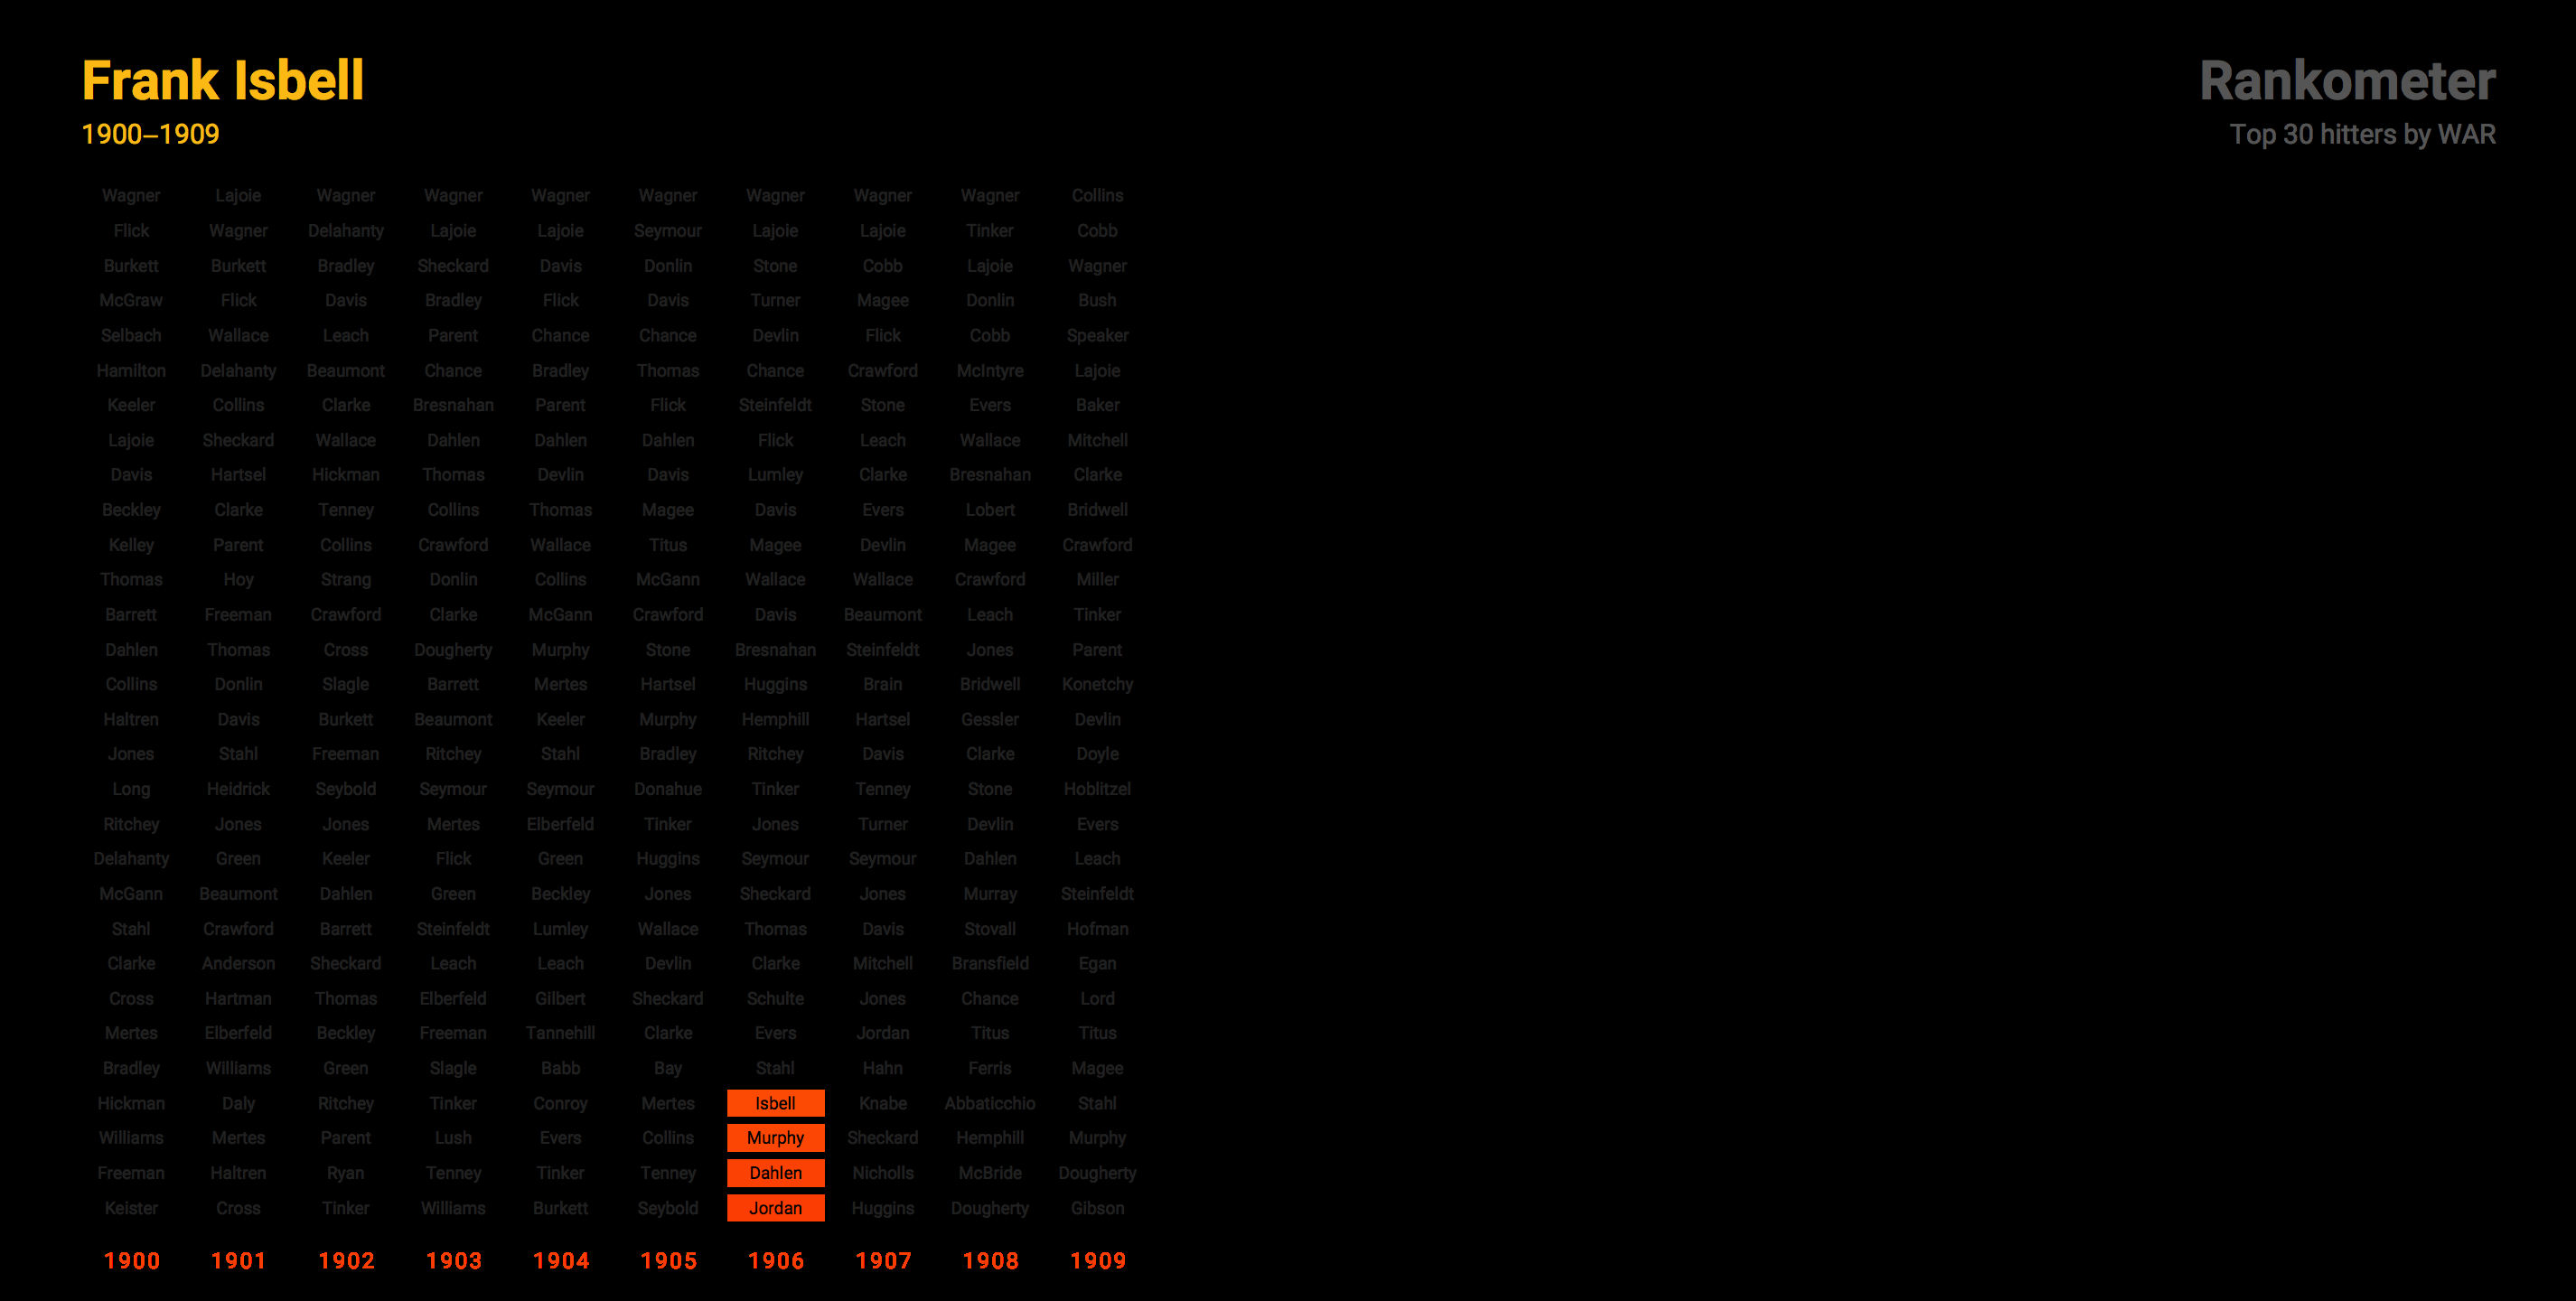 Frank Isbell
1900–1909
Rankometer
Top 30 hitters by WAR
Wagner Lajoie Wagner Wagner Wagner Wagner Wagner Wagner Wagner Collins
Flick Wagner Delahanty Lajoie Lajoie Seymour Lajoie Lajoie Tinker Cobb
Burkett Burkett Bradley Sheckard Davis Donlin Stone Cobb Lajoie Wagner
McGraw Flick Davis Bradley Flick Davis Turner Magee Donlin Bush
Selbach Wallace Leach Parent Chance Chance Devlin Flick Cobb Speaker
Hamilton Delahanty Beaumont Chance Bradley Thomas Chance Crawford McIntyre Lajoie
Keeler Collins Clarke Bresnahan Parent Flick Steinfeldt Stone Evers Baker
Lajoie Sheckard Wallace Dahlen Dahlen Dahlen Flick Leach Wallace Mitchell
Davis Hartsel Hickman Thomas Devlin Davis Lumley Clarke Bresnahan Clarke
Beckley Clarke Tenney Collins Thomas Magee Davis Evers Lobert Bridwell
Kelley Parent Collins Crawford Wallace Titus Magee Devlin Magee Crawford
Thomas Hoy Strang Donlin Collins McGann Wallace Wallace Crawford Miller
Barrett Freeman Crawford Clarke McGann Crawford Davis Beaumont Leach Tinker
Dahlen Thomas Cross Dougherty Murphy Stone Bresnahan Steinfeldt Jones Parent
Collins Donlin Slagle Barrett Mertes Hartsel Huggins Brain Bridwell Konetchy
Haltren Davis Burkett Beaumont Keeler Murphy Hemphill Hartsel Gessler Devlin
Jones Stahl Freeman Ritchey Stahl Bradley Ritchey Davis Clarke Doyle
Long Heidrick Seybold Seymour Seymour Donahue Tinker Tenney Stone Hoblitzel
Ritchey Jones Jones Mertes Elberfeld Tinker Jones Turner Devlin Evers
Delahanty Green Keeler Flick Green Huggins Seymour Seymour Dahlen Leach
McGann Beaumont Dahlen Green Beckley Jones Sheckard Jones Murray Steinfeldt
Stahl Crawford Barrett Steinfeldt Lumley Wallace Thomas Davis Stovall Hofman
Clarke Anderson Sheckard Leach Leach Devlin Clarke Mitchell Bransfield Egan
Cross Hartman Thomas Elberfeld Gilbert Sheckard Schulte Jones Chance Lord
Mertes Elberfeld Beckley Freeman Tannehill Clarke Evers Jordan Titus Titus
Bradley Williams Green Slagle Babb Bay Stahl Hahn Ferris Magee
Hickman Daly Ritchey Tinker Conroy Mertes Isbell Knabe Abbaticchio Stahl
Williams Mertes Parent Lush Evers Collins Murphy Sheckard Hemphill Murphy
Freeman Haltren Ryan Tenney Tinker Tenney Dahlen Nicholls McBride Dougherty
Keister Cross Tinker Williams Burkett Seybold Jordan Huggins Dougherty Gibson
1900 1901 1902 1903 1904 1905 1906 1907 1908 1909